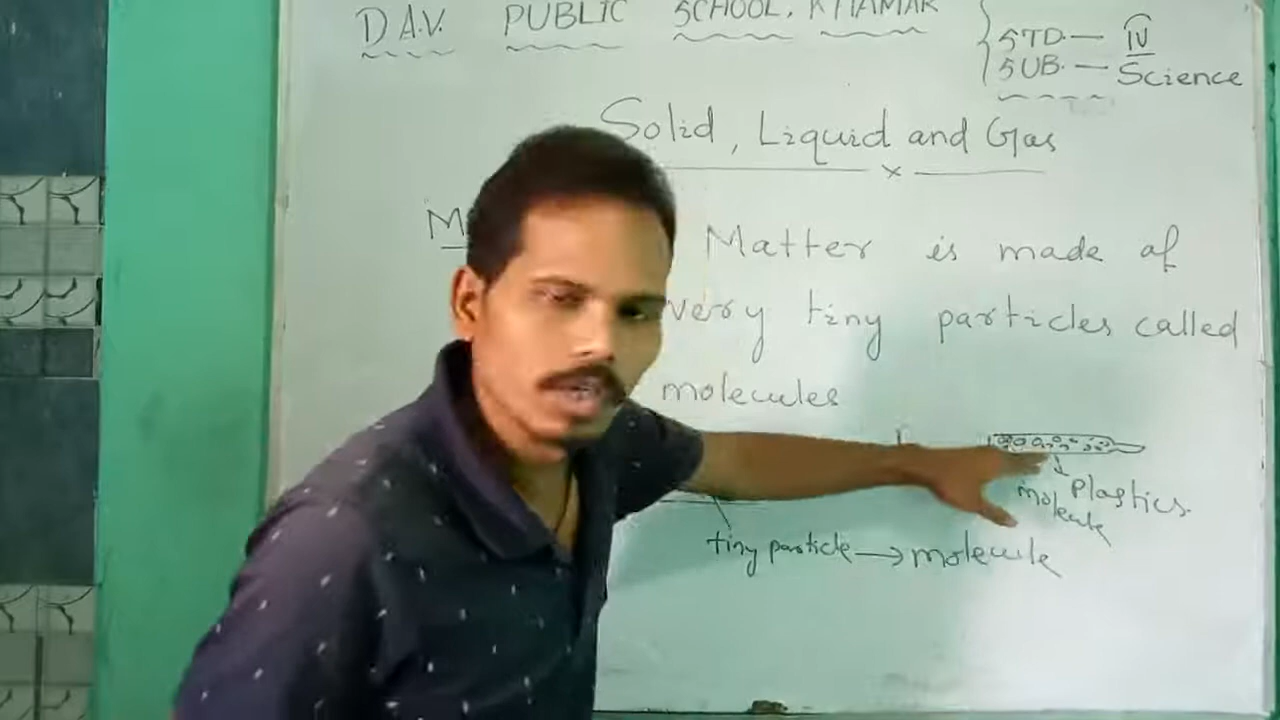 D.A.V. PUBLIC SCHOOL, KHAMAR
STD — IV
SUB. — Science
Solid, Liquid and Gas
Matter is made of
very tiny particles called
molecules
Plastics.
molecule
tiny particle → molecule